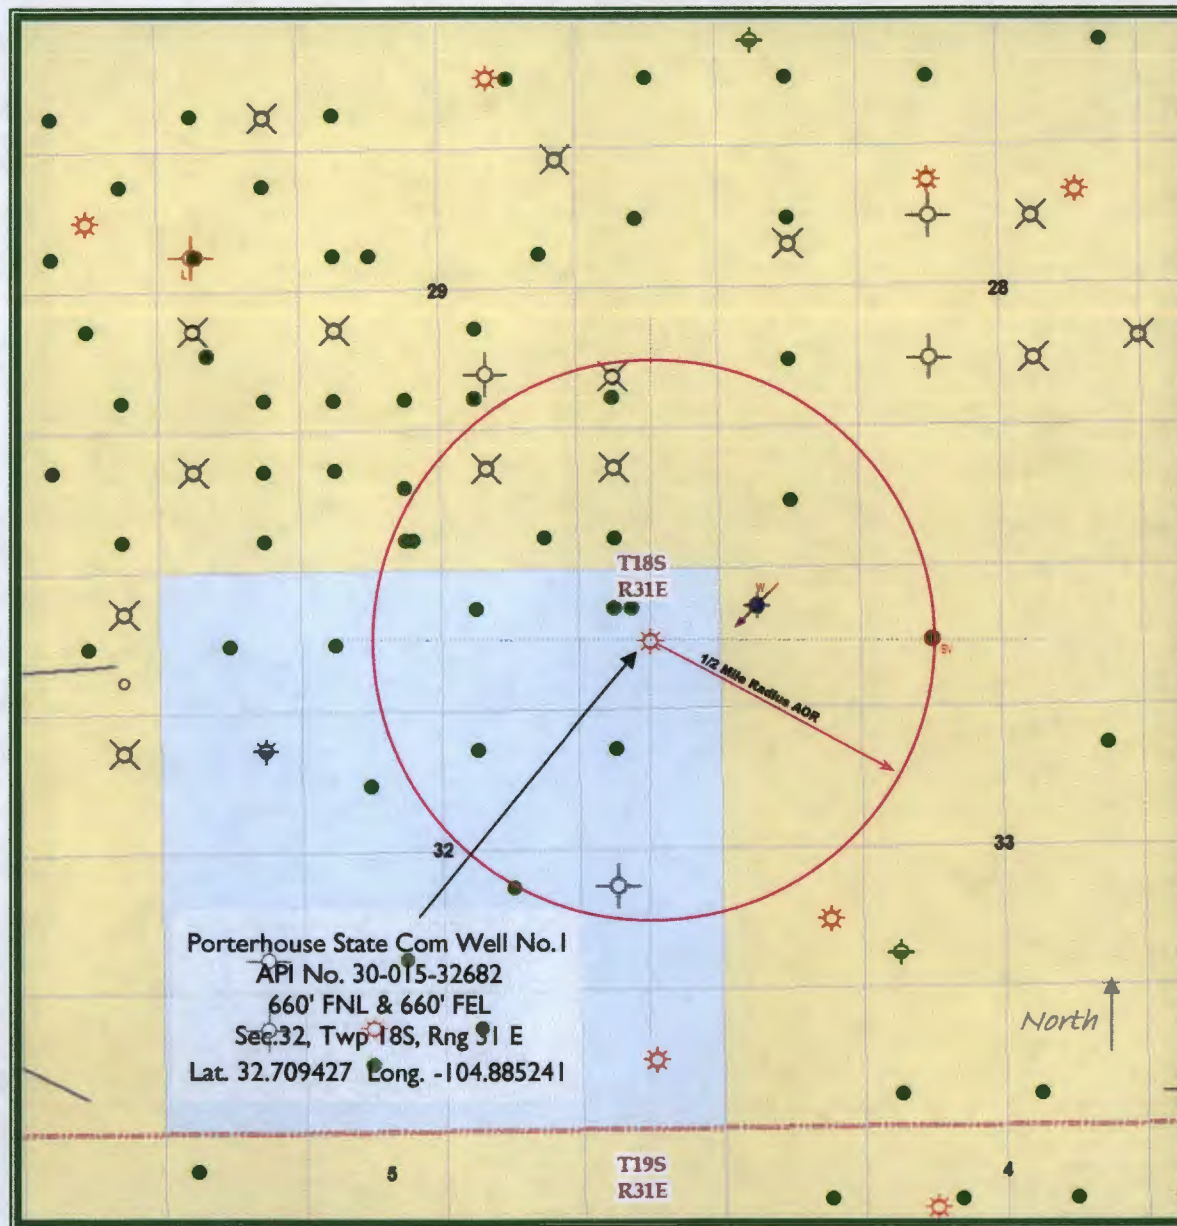 L
29
28
T18S
R31E
W
SW
1/2 Mile Radius AOR
32
33
Porterhouse State Com Well No.1
API No. 30-015-32682
660' FNL & 660' FEL
Sec.32, Twp 18S, Rng 31 E
Lat. 32.709427 Long. -104.885241
North
5
T19S
R31E
4